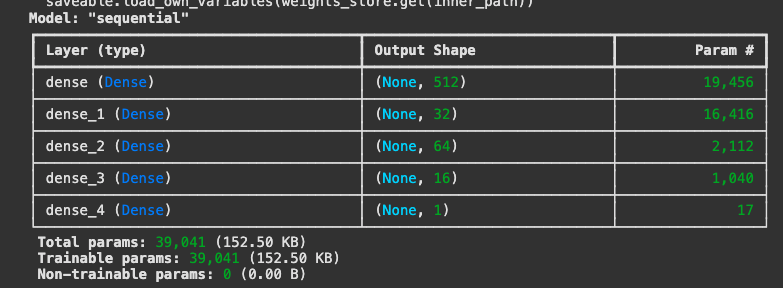 saveable.load_own_variables(weights_store.get(inner_path))
Model: "sequential"
Layer (type) Output Shape Param #
dense (Dense) (None, 512) 19,456
dense_1 (Dense) (None, 32) 16,416
dense_2 (Dense) (None, 64) 2,112
dense_3 (Dense) (None, 16) 1,040
dense_4 (Dense) (None, 1) 17
Total params: 39,041 (152.50 KB)
Trainable params: 39,041 (152.50 KB)
Non-trainable params: 0 (0.00 B)